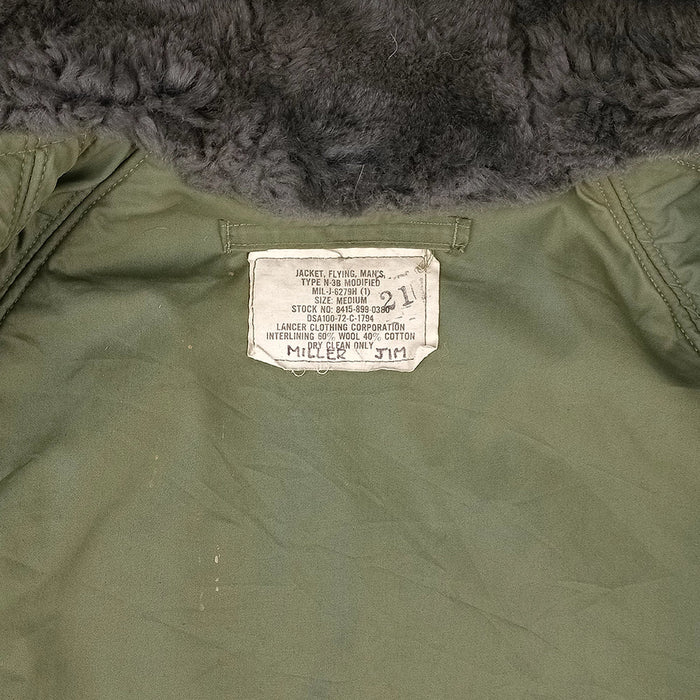 JACKET, FLYING, MAN'S,
TYPE N-3B MODIFIED
MIL-J-6279H (1)
SIZE: MEDIUM
STOCK NO: 8415-899-0380
DSA100-72-C-1794
LANCER CLOTHING CORPORATION
INTERLINING 60% WOOL 40% COTTON
DRY CLEAN ONLY
MILLER JIM
210